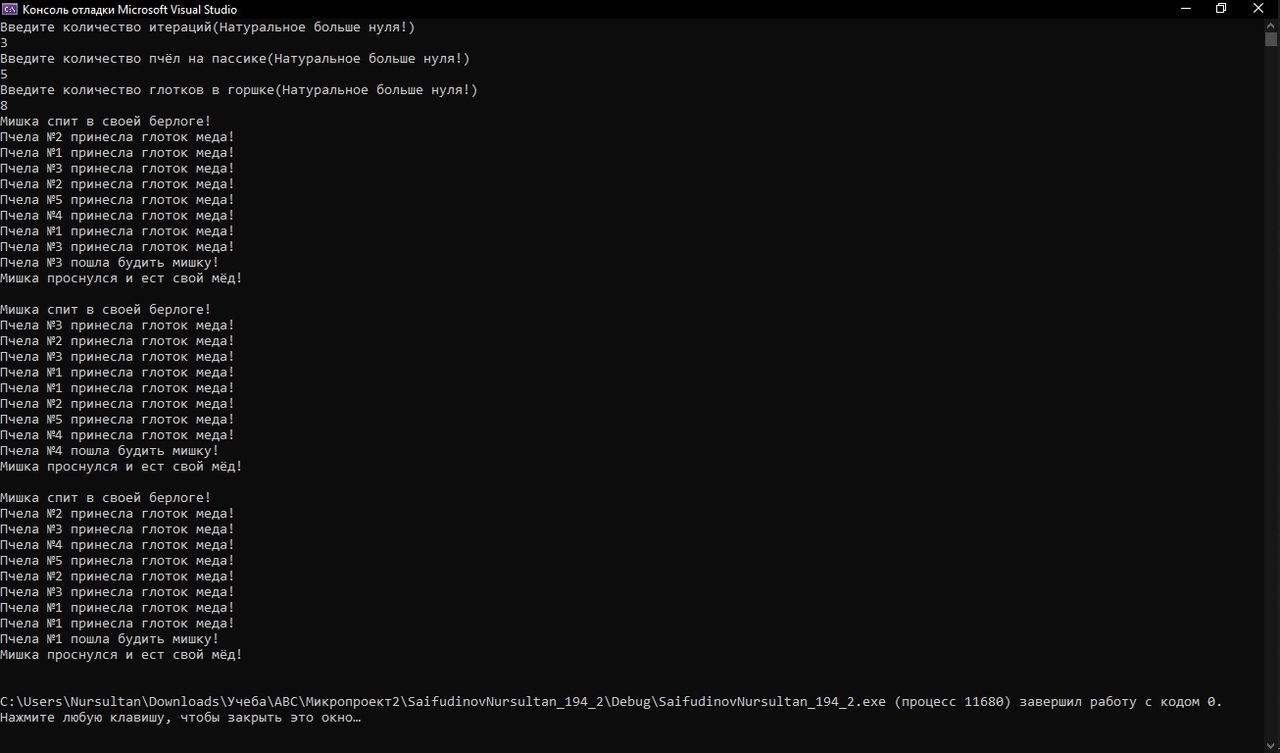 Консоль отладки Microsoft Visual Studio
Введите количество итераций(Натуральное больше нуля!)
3
Введите количество пчёл на пассике(Натуральное больше нуля!)
5
Введите количество глотков в горшке(Натуральное больше нуля!)
8
Мишка спит в своей берлоге!
Пчела №2 принесла глоток меда!
Пчела №1 принесла глоток меда!
Пчела №3 принесла глоток меда!
Пчела №2 принесла глоток меда!
Пчела №5 принесла глоток меда!
Пчела №4 принесла глоток меда!
Пчела №1 принесла глоток меда!
Пчела №3 принесла глоток меда!
Пчела №3 пошла будить мишку!
Мишка проснулся и ест свой мёд!
Мишка спит в своей берлоге!
Пчела №3 принесла глоток меда!
Пчела №2 принесла глоток меда!
Пчела №3 принесла глоток меда!
Пчела №1 принесла глоток меда!
Пчела №1 принесла глоток меда!
Пчела №2 принесла глоток меда!
Пчела №5 принесла глоток меда!
Пчела №4 принесла глоток меда!
Пчела №4 пошла будить мишку!
Мишка проснулся и ест свой мёд!
Мишка спит в своей берлоге!
Пчела №2 принесла глоток меда!
Пчела №3 принесла глоток меда!
Пчела №4 принесла глоток меда!
Пчела №5 принесла глоток меда!
Пчела №2 принесла глоток меда!
Пчела №3 принесла глоток меда!
Пчела №1 принесла глоток меда!
Пчела №1 принесла глоток меда!
Пчела №1 пошла будить мишку!
Мишка проснулся и ест свой мёд!
C:\Users\Nursultan\Downloads\Учеба\АВС\Микропроект2\SaifudinovNursultan_194_2\Debug\SaifudinovNursultan_194_2.exe (процесс 11680) завершил работу с кодом 0.
Нажмите любую клавишу, чтобы закрыть это окно…